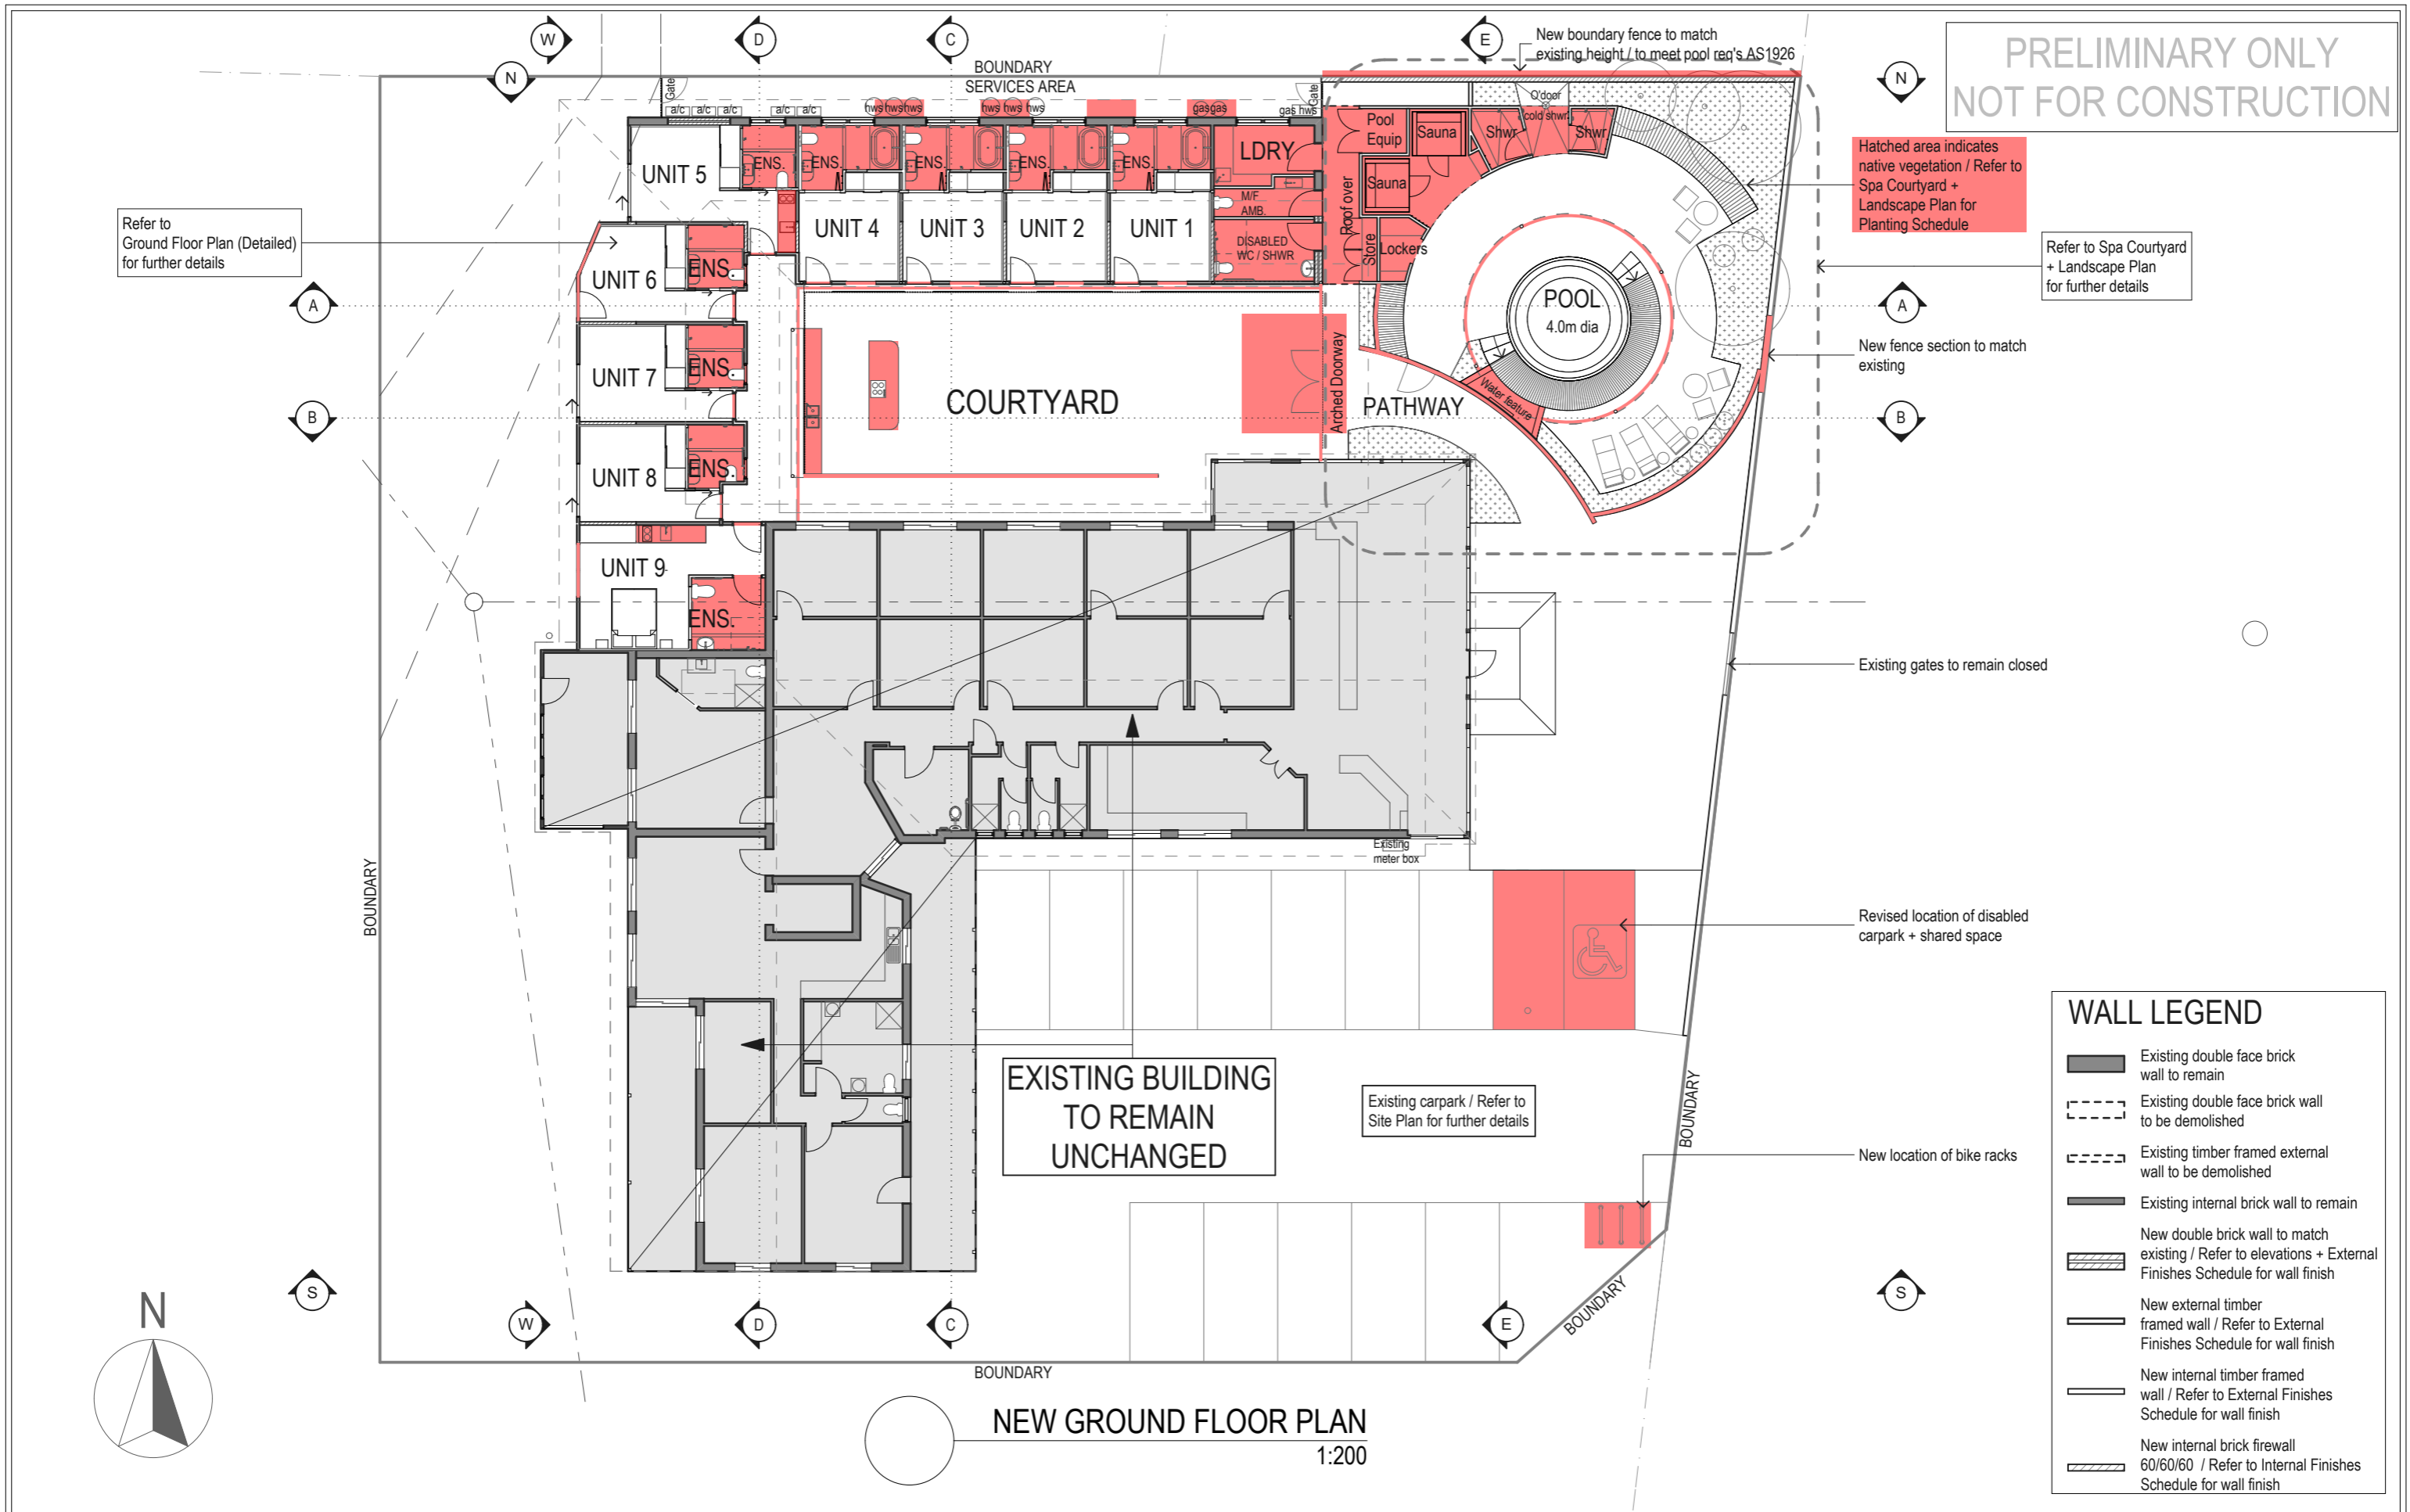 W
D
C
E
New boundary fence to match
existing height / to meet pool req's AS1926
PRELIMINARY ONLY
NOT FOR CONSTRUCTION
N
BOUNDARY
SERVICES AREA
N
Gate
a/c
a/c
a/c
a/c
a/c
hws
hws
hws
hws
hws
hws
gas
gas
gas
hws
Gate
O'door
cold shwr
Pool
Equip
Sauna
Shwr
Shwr
Hatched area indicates
native vegetation / Refer to
Spa Courtyard +
Landscape Plan for
Planting Schedule
UNIT 5
ENS.
ENS.
ENS.
ENS.
ENS.
LDRY
Sauna
M/F
AMB.
Roof over
UNIT 4
UNIT 3
UNIT 2
UNIT 1
DISABLED
WC / SHWR
Store
Lockers
Refer to
Ground Floor Plan (Detailed)
for further details
Refer to Spa Courtyard
+ Landscape Plan
for further details
UNIT 6
ENS.
A
POOL
4.0m dia
A
New fence section to match
existing
UNIT 7
ENS.
Arched Doorway
COURTYARD
PATHWAY
Water feature
B
B
UNIT 8
ENS.
UNIT 9
ENS.
Existing gates to remain closed
Existing
meter box
BOUNDARY
Revised location of disabled
carpark + shared space
EXISTING BUILDING
TO REMAIN
UNCHANGED
Existing carpark / Refer to
Site Plan for further details
BOUNDARY
New location of bike racks
WALL LEGEND
Existing double face brick
wall to remain
Existing double face brick wall
to be demolished
Existing timber framed external
wall to be demolished
Existing internal brick wall to remain
New double brick wall to match
existing / Refer to elevations + External
Finishes Schedule for wall finish
New external timber
framed wall / Refer to External
Finishes Schedule for wall finish
New internal timber framed
wall / Refer to External Finishes
Schedule for wall finish
New internal brick firewall
60/60/60 / Refer to Internal Finishes
Schedule for wall finish
S
S
N
W
D
C
E
BOUNDARY
BOUNDARY
NEW GROUND FLOOR PLAN
1:200